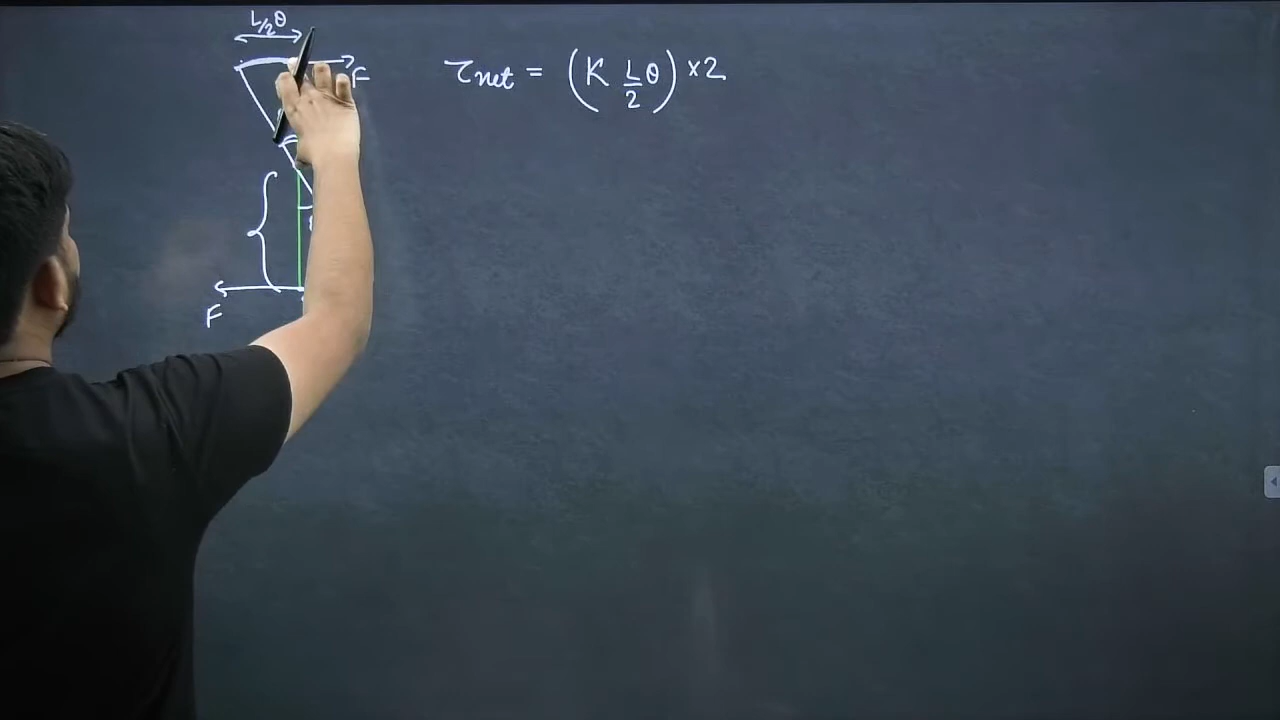 L/2 θ
F
τnet = (K L/2 θ) × 2
F